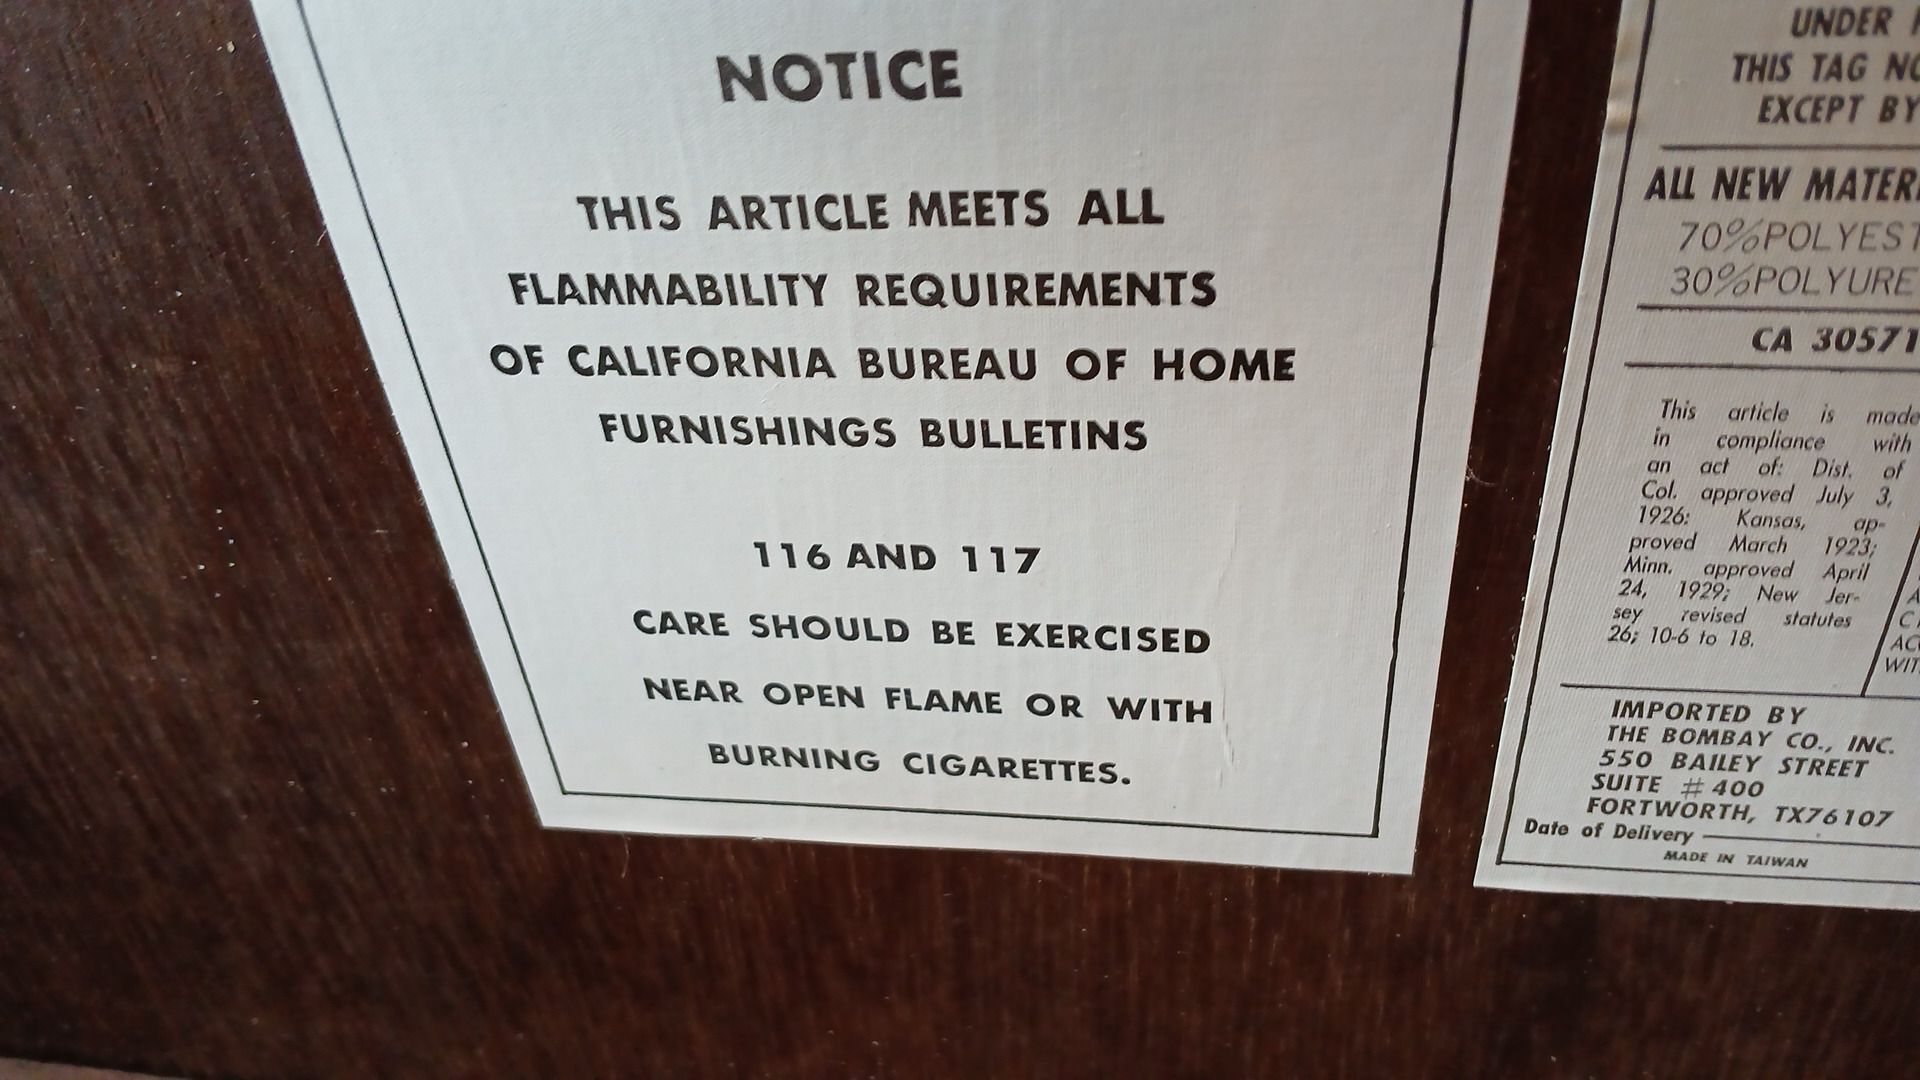 NOTICE
THIS ARTICLE MEETS ALL
FLAMMABILITY REQUIREMENTS
OF CALIFORNIA BUREAU OF HOME
FURNISHINGS BULLETINS
116 AND 117
CARE SHOULD BE EXERCISED
NEAR OPEN FLAME OR WITH
BURNING CIGARETTES.
UNDER
THIS TAG
EXCEPT BY
ALL NEW
70%
30%
CA 30571
This article is made
in compliance with
an act of: Dist. of
Col. approved July 3,
1926: Kansas, ap-
proved March 1923;
Minn. approved April
24, 1929; New Jer-
sey revised statutes
26; 10-6 to 18.
IMPORTED BY
THE BOMBAY CO., INC.
550 BAILEY STREET
SUITE #400
FORTWORTH, TX76107
Date of Delivery
MADE IN TAIWAN